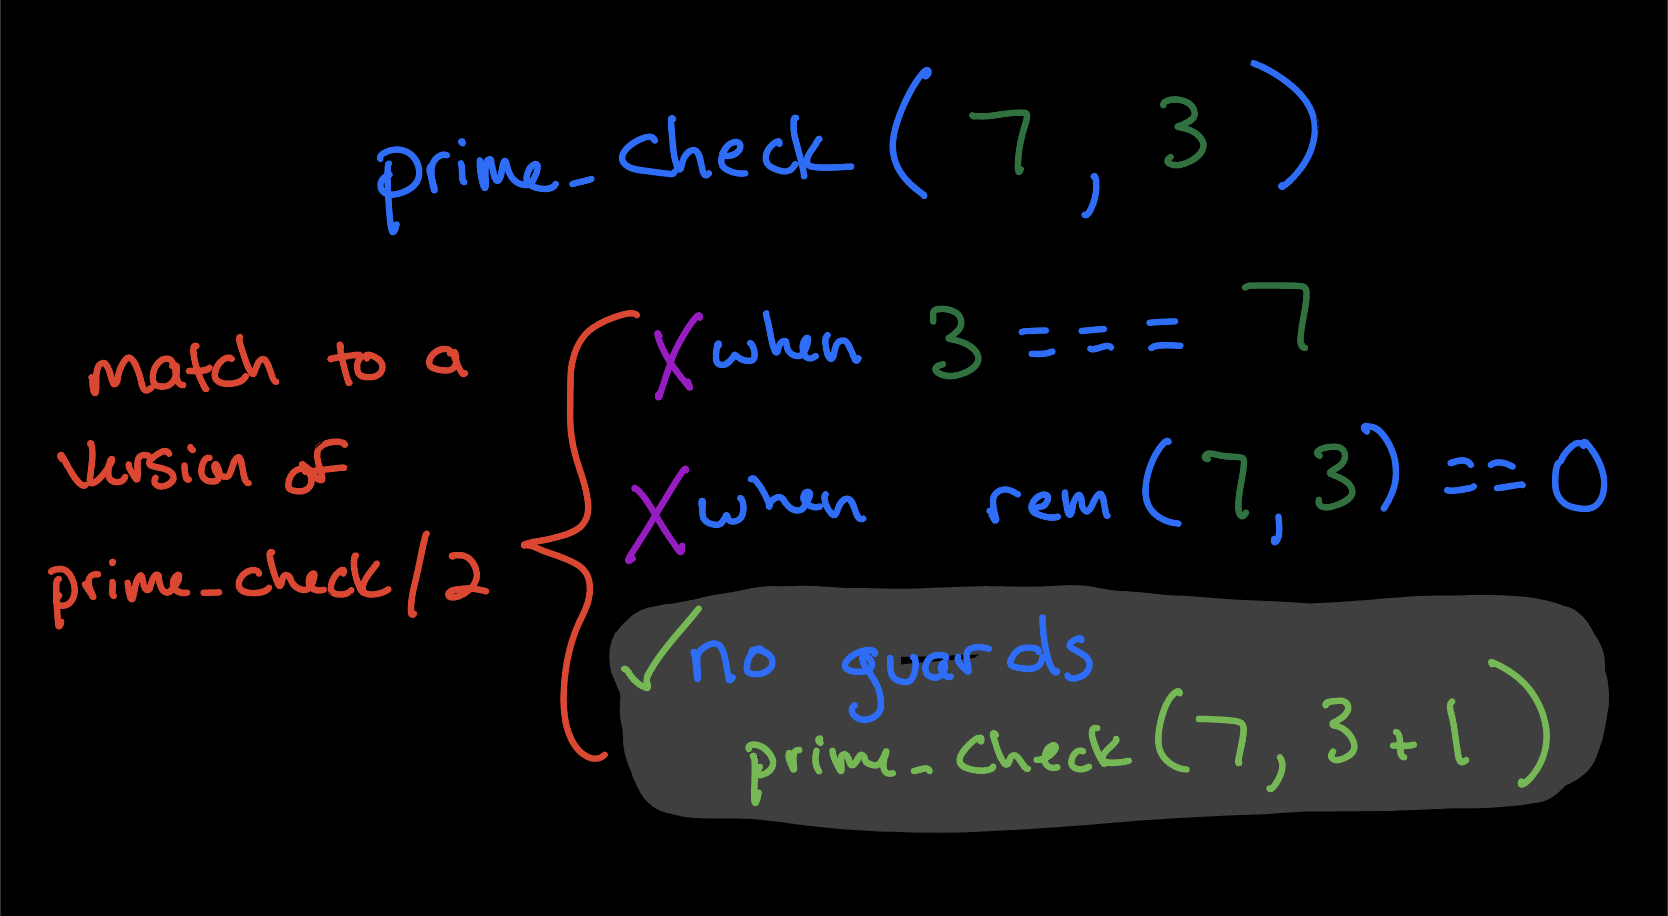 prime_check(7, 3)
match to a
version of
prime_check/2
X when 3 === 7
X when rem(7, 3) == 0
✓ no guards
prime_check(7, 3+1)